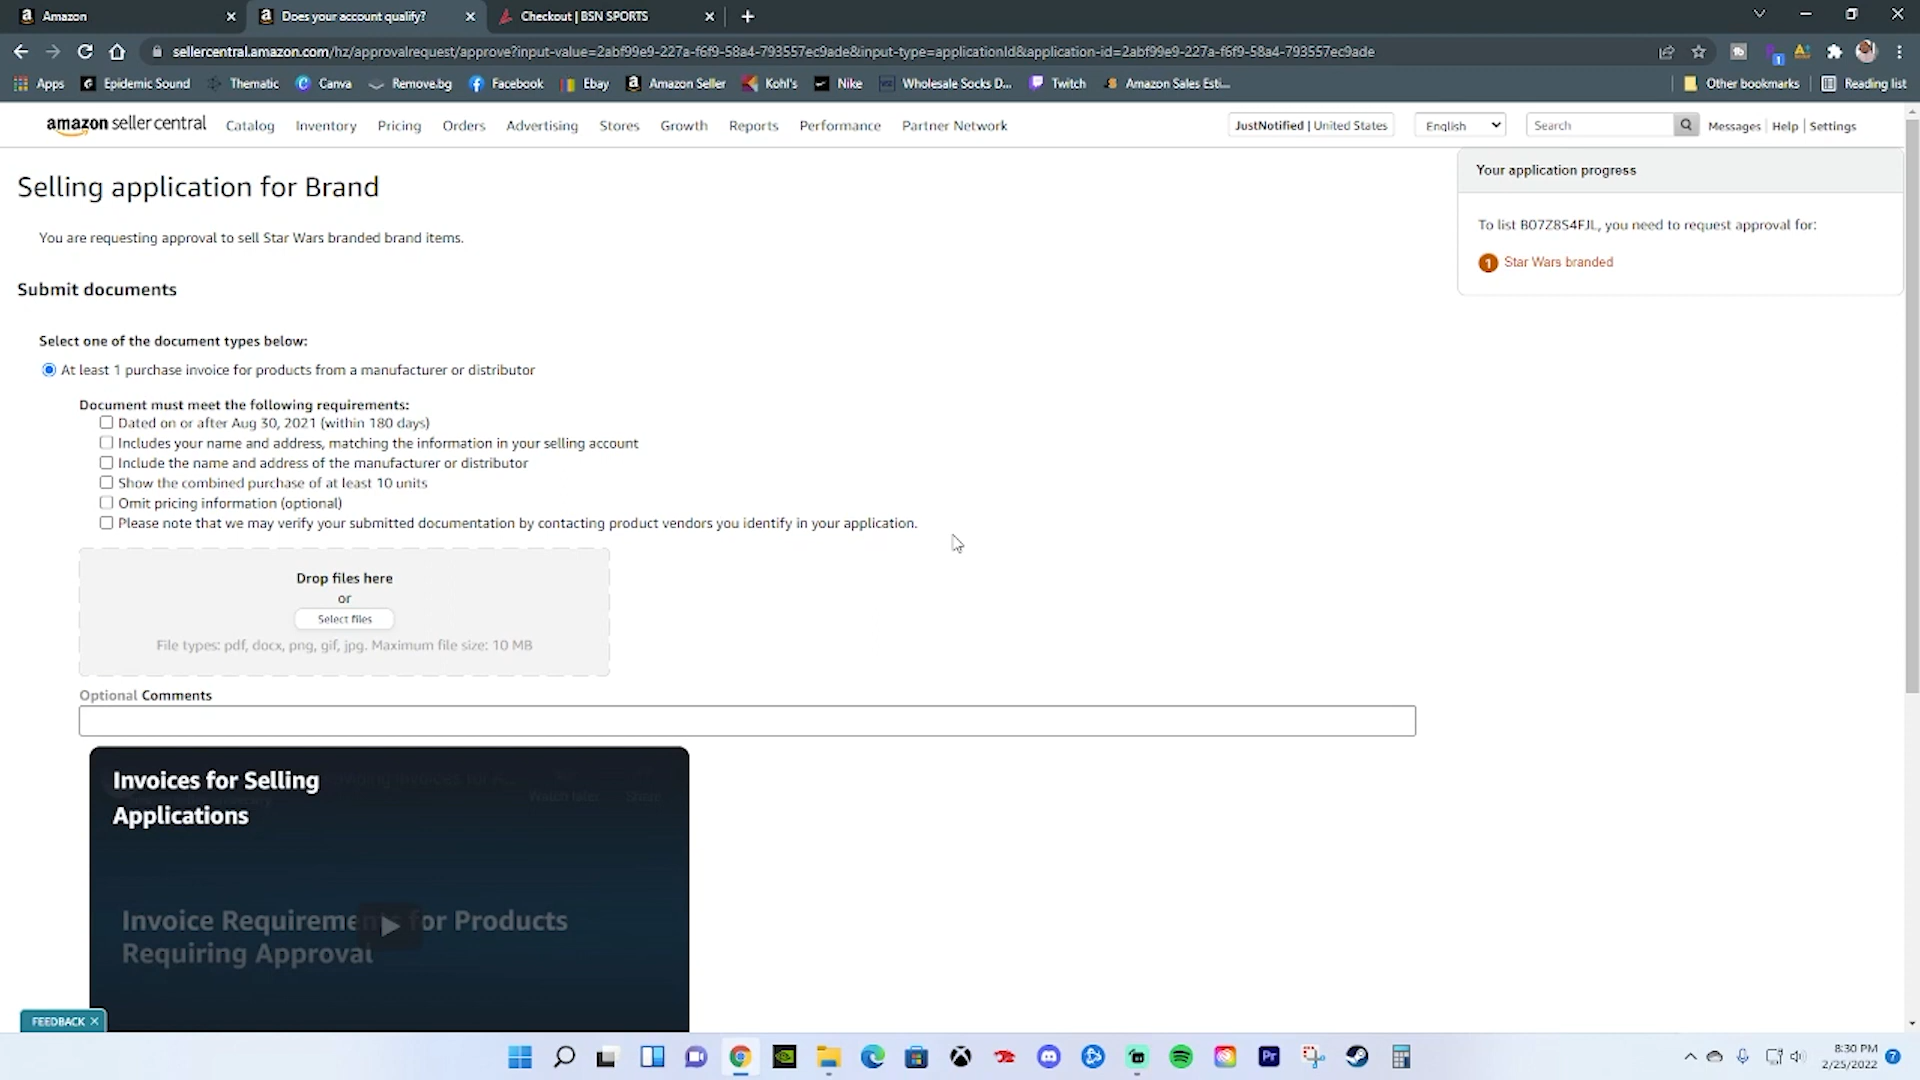 Amazon
Does your account qualify?
Checkout | BSN SPORTS
sellercentral.amazon.com/hz/approvalrequest/approve?input-value=2abf99e9-227a-f6f9-58a4-793557ec9ade&input-type=applicationId&application-id=2abf99e9-227a-f6f9-58a4-793557ec9ade
Apps Epidemic Sound Thematic Canva Remove.bg Facebook Ebay Amazon Seller Kohl's Nike Wholesale Socks D... Twitch Amazon Sales Esti... Other bookmarks Reading list
amazon seller central Catalog Inventory Pricing Orders Advertising Stores Growth Reports Performance Partner Network JustNotified | United States English Search Messages | Help | Settings
Selling application for Brand
You are requesting approval to sell Star Wars branded brand items.
Submit documents
Select one of the document types below:
At least 1 purchase invoice for products from a manufacturer or distributor
Document must meet the following requirements:
Dated on or after Aug 30, 2021 (within 180 days)
Includes your name and address, matching the information in your selling account
Include the name and address of the manufacturer or distributor
Show the combined purchase of at least 10 units
Omit pricing information (optional)
Please note that we may verify your submitted documentation by contacting product vendors you identify in your application.
Drop files here
or
Select files
File types: pdf, docx, png, gif, jpg. Maximum file size: 10 MB
Optional Comments
Invoices for Selling
Applications
Watch later Share
Invoice Requirements for Products
Requiring Approval
FEEDBACK
Your application progress
To list B07Z8S4FJL, you need to request approval for:
1 Star Wars branded
Pr
8:30 PM
2/25/2022
7